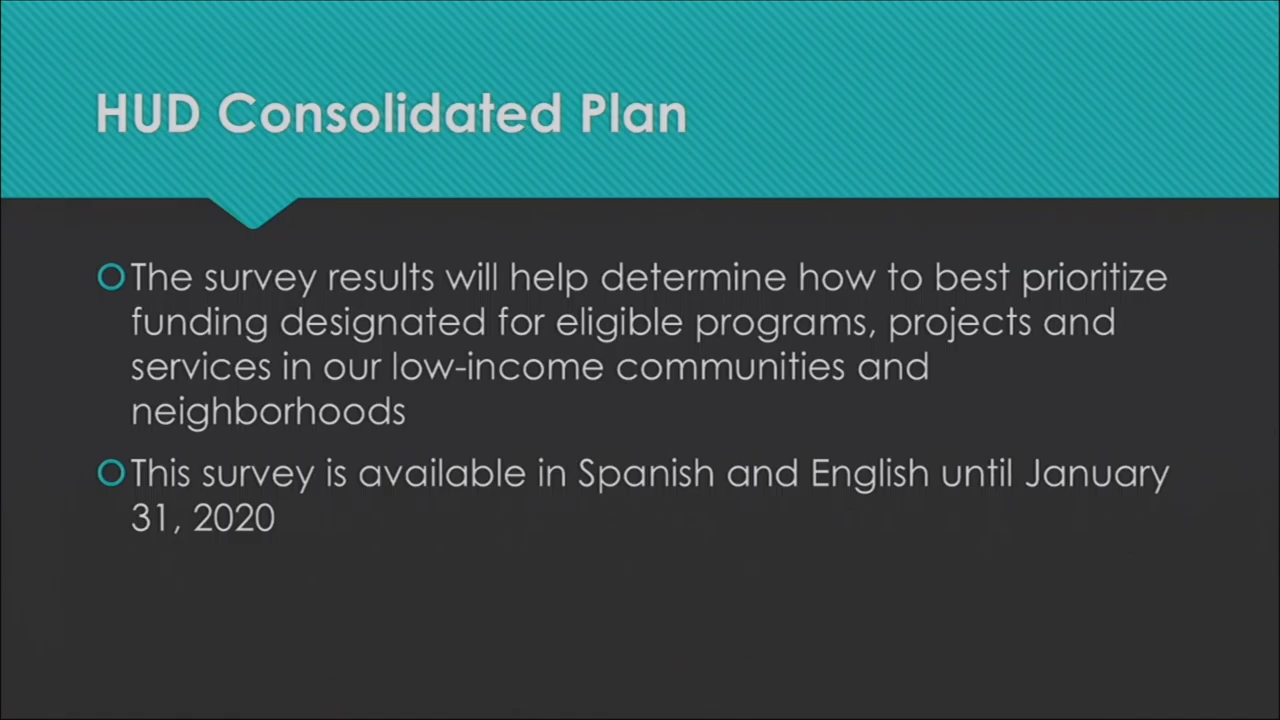 HUD Consolidated Plan
The survey results will help determine how to best prioritize
funding designated for eligible programs, projects and
services in our low-income communities and
neighborhoods
This survey is available in Spanish and English until January
31, 2020